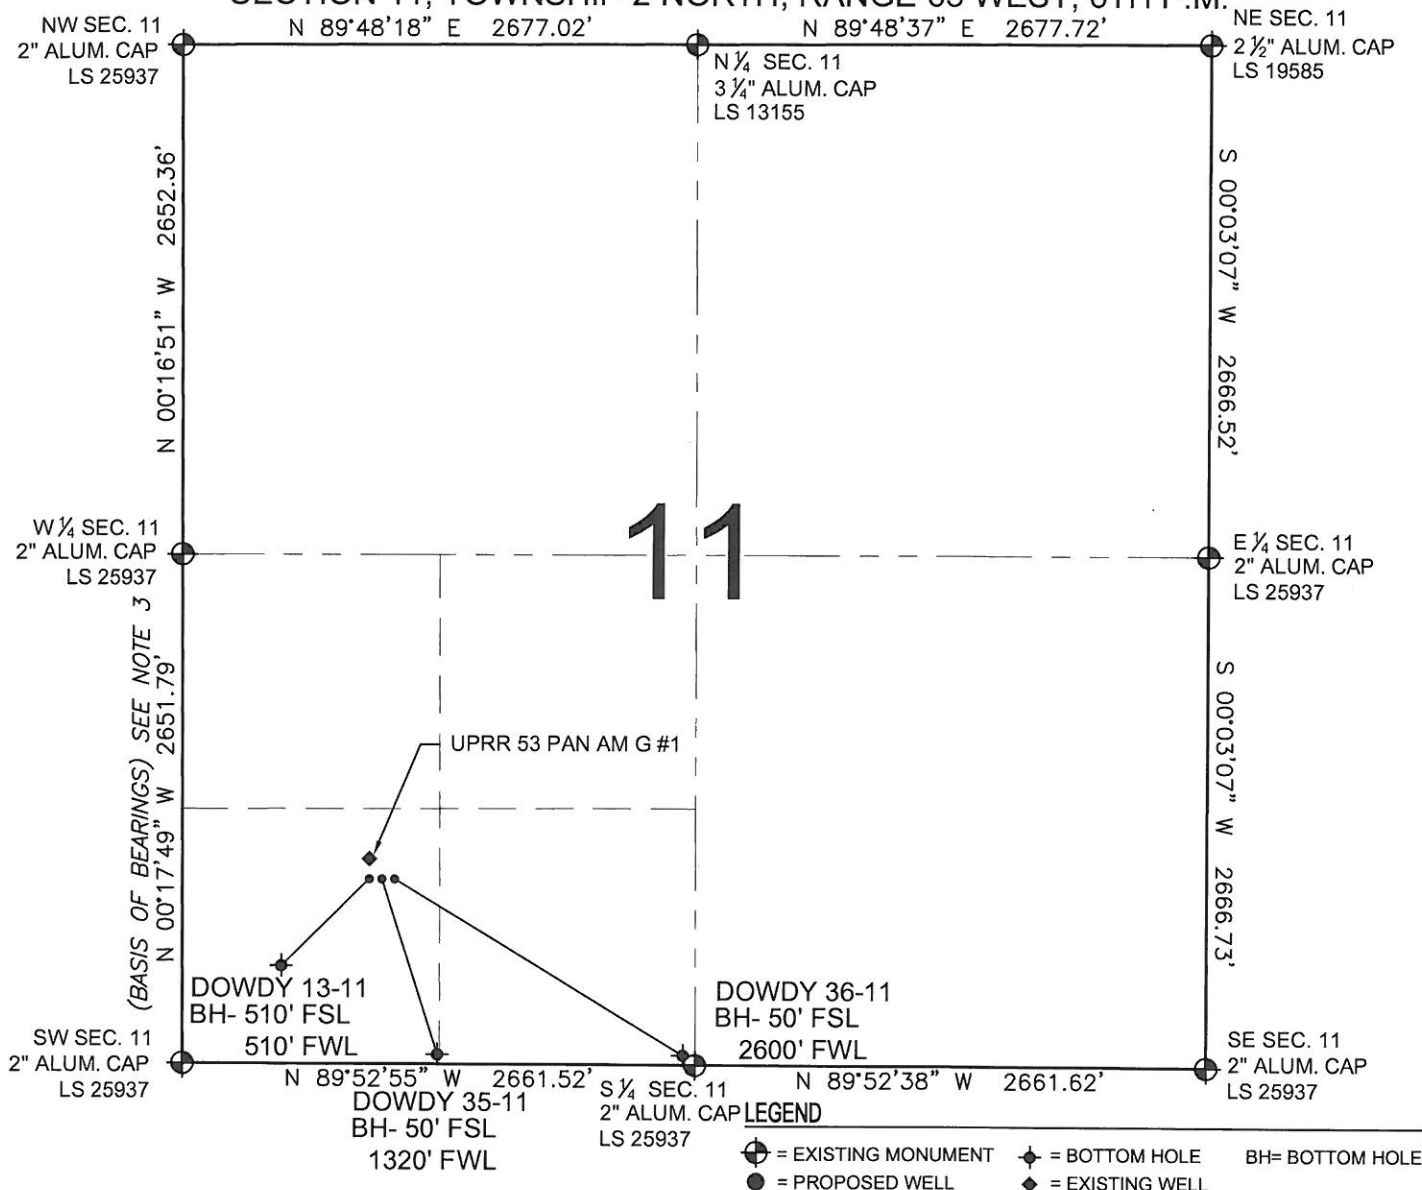 N 89°48'18" E 2677.02'
N 89°48'37" E 2677.72'
NW SEC. 11
2" ALUM. CAP
LS 25937
N ¼ SEC. 11
3 ¼" ALUM. CAP
LS 13155
NE SEC. 11
2 ½" ALUM. CAP
LS 19585
N 00°16'51" W 2652.36'
S 00°03'07" W 2666.52'
11
W ¼ SEC. 11
2" ALUM. CAP
LS 25937
E ¼ SEC. 11
2" ALUM. CAP
LS 25937
(BASIS OF BEARINGS) SEE NOTE 3
N 00°17'49" W 2651.79'
S 00°03'07" W 2666.73'
UPRR 53 PAN AM G #1
DOWDY 13-11
BH- 510' FSL
510' FWL
DOWDY 36-11
BH- 50' FSL
2600' FWL
SW SEC. 11
2" ALUM. CAP
LS 25937
N 89°52'55" W 2661.52'
DOWDY 35-11
BH- 50' FSL
1320' FWL
S ¼ SEC. 11
2" ALUM. CAP
LS 25937
N 89°52'38" W 2661.62'
SE SEC. 11
2" ALUM. CAP
LS 25937
LEGEND
= EXISTING MONUMENT
= BOTTOM HOLE
BH= BOTTOM HOLE
= PROPOSED WELL
= EXISTING WELL